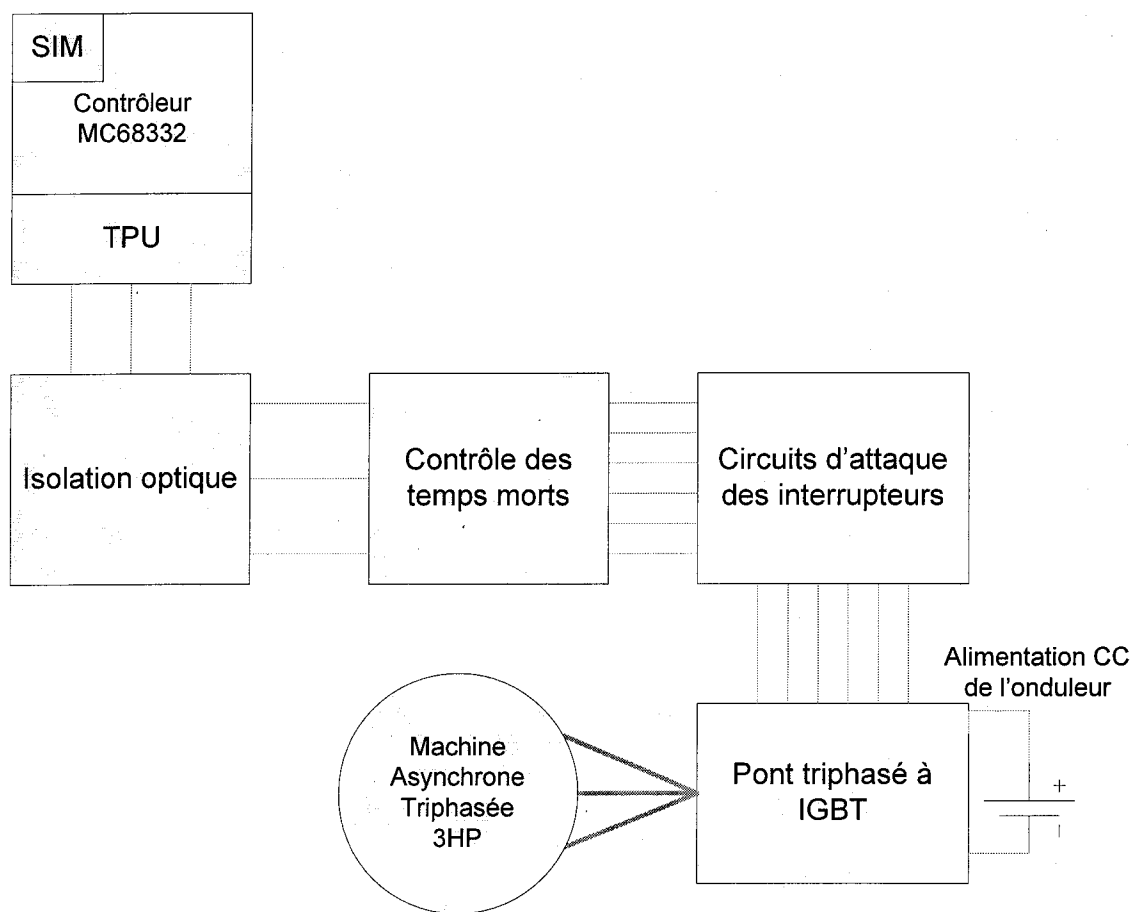 SIM
Contrôleur
MC68332
TPU
Isolation optique
Contrôle des
temps morts
Circuits d'attaque
des interrupteurs
Alimentation CC
de l'onduleur
Machine
Asynchrone
Triphasée
3HP
Pont triphasé à
IGBT
+